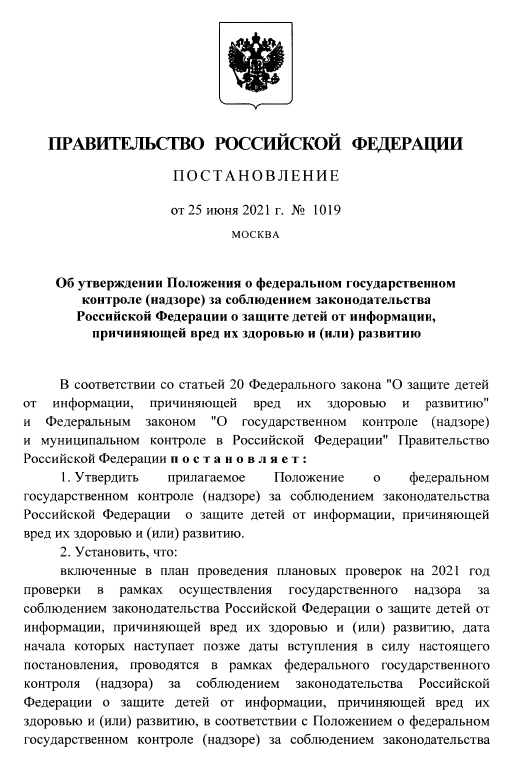 ПРАВИТЕЛЬСТВО РОССИЙСКОЙ ФЕДЕРАЦИИ
ПОСТАНОВЛЕНИЕ
от 25 июня 2021 г. № 1019
МОСКВА
Об утверждении Положения о федеральном государственном
контроле (надзоре) за соблюдением законодательства
Российской Федерации о защите детей от информации,
причиняющей вред их здоровью и (или) развитию
В соответствии со статьей 20 Федерального закона "О защите детей
от информации, причиняющей вред их здоровью и развитию"
и Федеральным законом "О государственном контроле (надзоре)
и муниципальном контроле в Российской Федерации" Правительство
Российской Федерации постановляет:
1. Утвердить прилагаемое Положение о федеральном
государственном контроле (надзоре) за соблюдением законодательства
Российской Федерации о защите детей от информации, причиняющей
вред их здоровью и (или) развитию.
2. Установить, что:
включенные в план проведения плановых проверок на 2021 год
проверки в рамках осуществления государственного надзора за
соблюдением законодательства Российской Федерации о защите детей от
информации, причиняющей вред их здоровью и (или) развитию, дата
начала которых наступает позже даты вступления в силу настоящего
постановления, проводятся в рамках федерального государственного
контроля (надзора) за соблюдением законодательства Российской
Федерации о защите детей от информации, причиняющей вред их
здоровью и (или) развитию, в соответствии с Положением о федеральном
государственном контроле (надзоре) за соблюдением законодательства